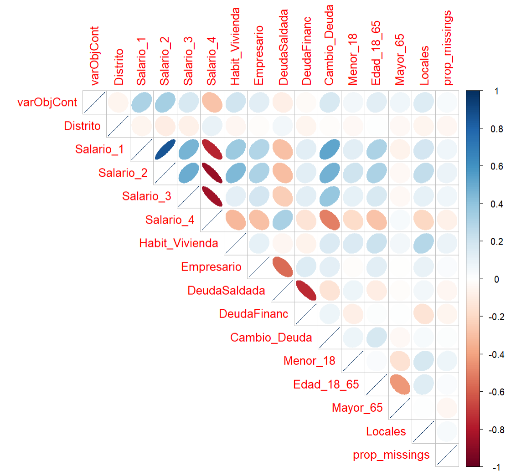 varObjCont
Distrito
Salario_1
Salario_2
Salario_3
Salario_4
Habit_Vivienda
Empresario
DeudaSaldada
DeudaFinanc
Cambio_Deuda
Menor_18
Edad_18_65
Mayor_65
Locales
prop_missings
varObjCont
Distrito
Salario_1
Salario_2
Salario_3
Salario_4
Habit_Vivienda
Empresario
DeudaSaldada
DeudaFinanc
Cambio_Deuda
Menor_18
Edad_18_65
Mayor_65
Locales
prop_missings
1
0.8
0.6
0.4
0.2
0
-0.2
-0.4
-0.6
-0.8
-1